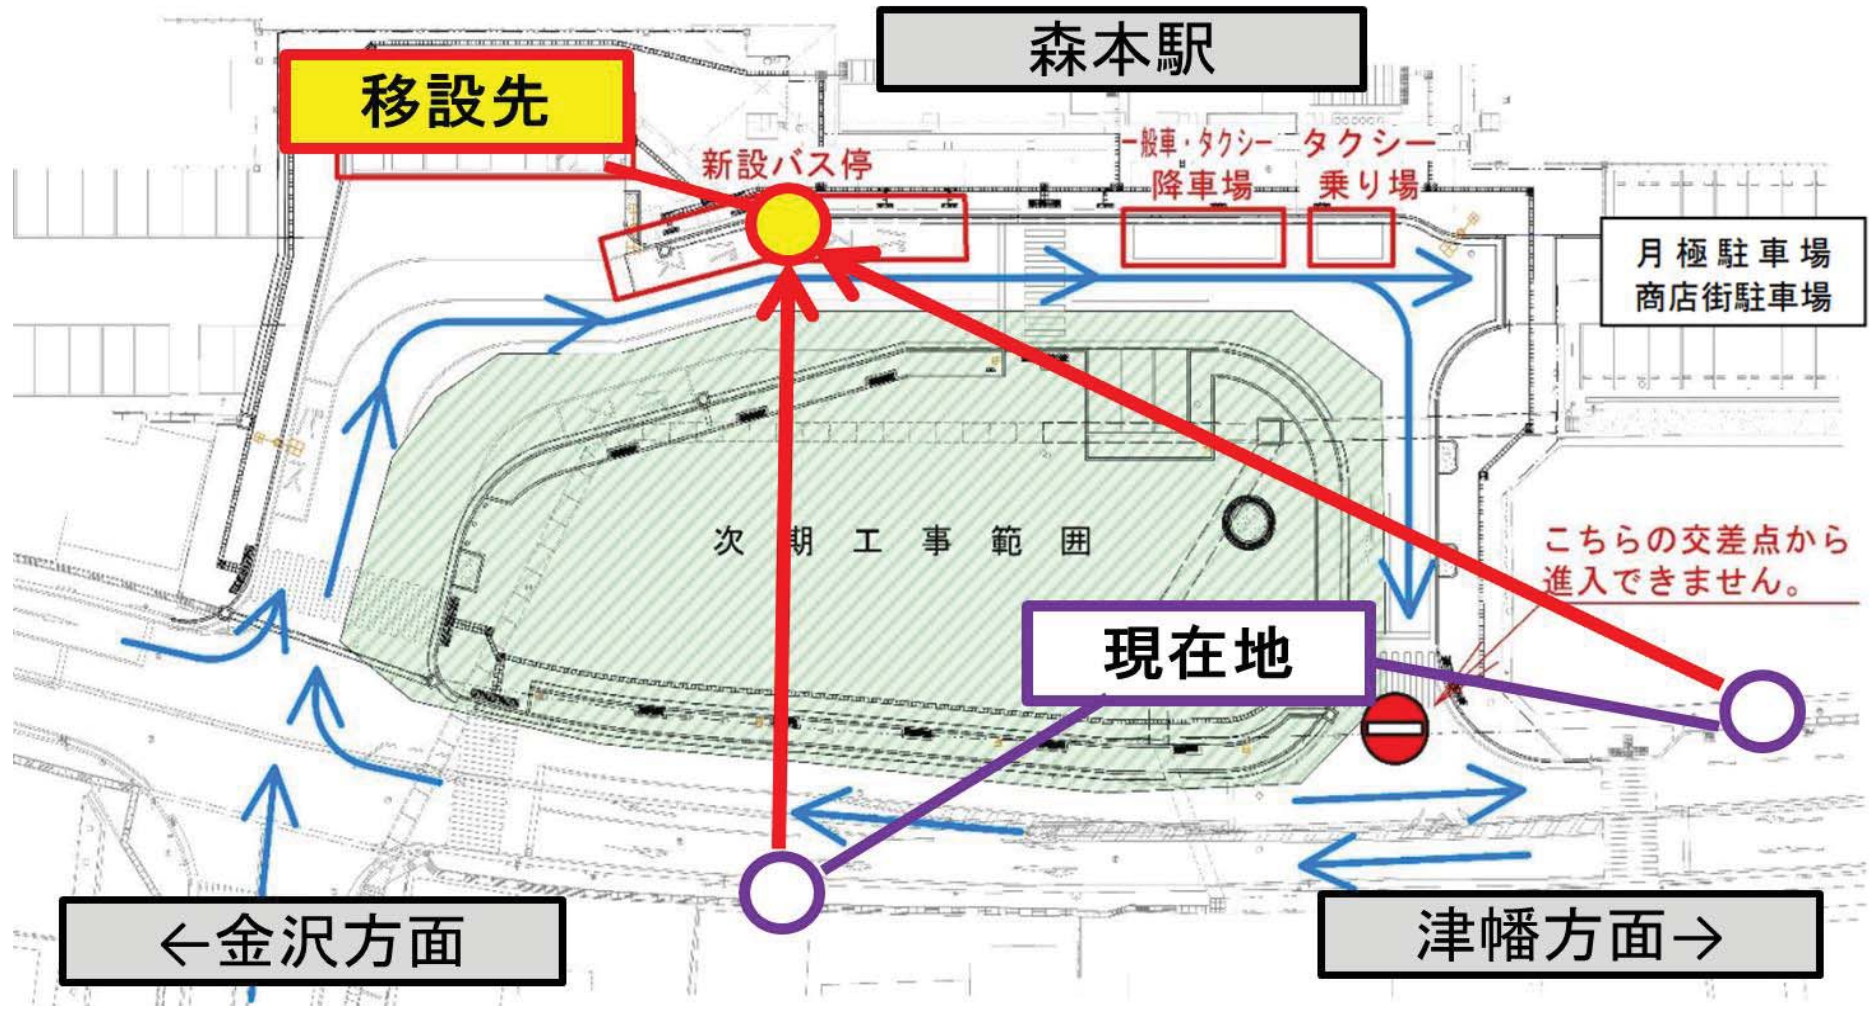 森本駅
移設先
新設バス停
一般車・タクシー
降車場
タクシー
乗り場
月極駐車場
商店街駐車場
次期工事範囲
こちらの交差点から
進入できません。
現在地
←金沢方面
津幡方面→